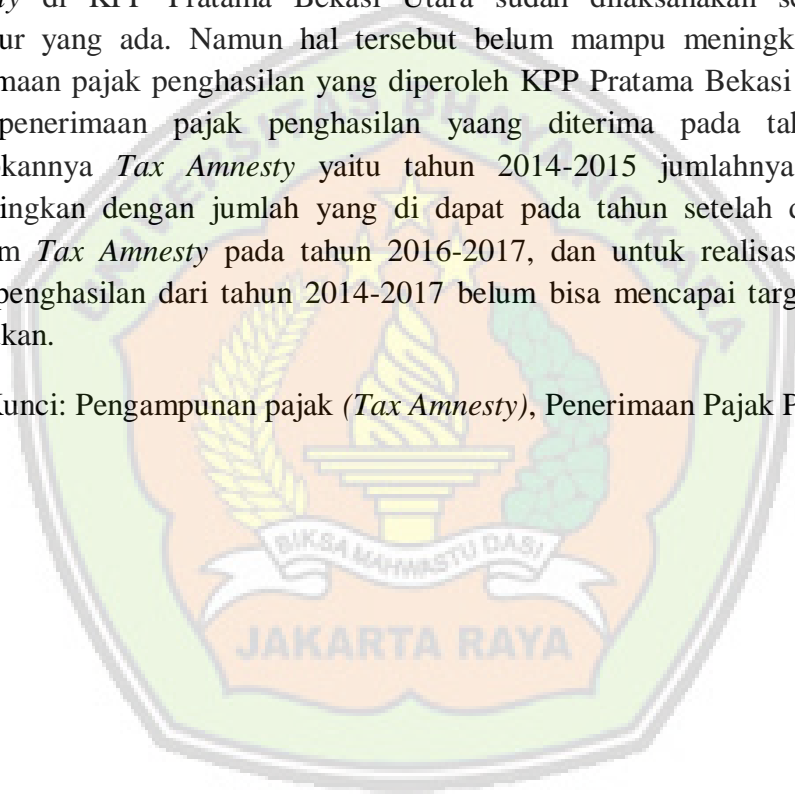 ty di KPP Pratama Bekasi Utara sudah dilaksanakan se
ur yang ada. Namun hal tersebut belum mampu meningk
maan pajak penghasilan yang diperoleh KPP Pratama Bekasi
penerimaan pajak penghasilan yaang diterima pada tah
kannya Tax Amnesty yaitu tahun 2014-2015 jumlahnya
ingkan dengan jumlah yang di dapat pada tahun setelah d
m Tax Amnesty pada tahun 2016-2017, dan untuk realisas
penghasilan dari tahun 2014-2017 belum bisa mencapai targ
kan.
Kunci: Pengampunan pajak (Tax Amnesty), Penerimaan Pajak P
UNIVERSITAS BHAYANGKARA
BIKSA MAHWASTU DASI
JAKARTA RAYA